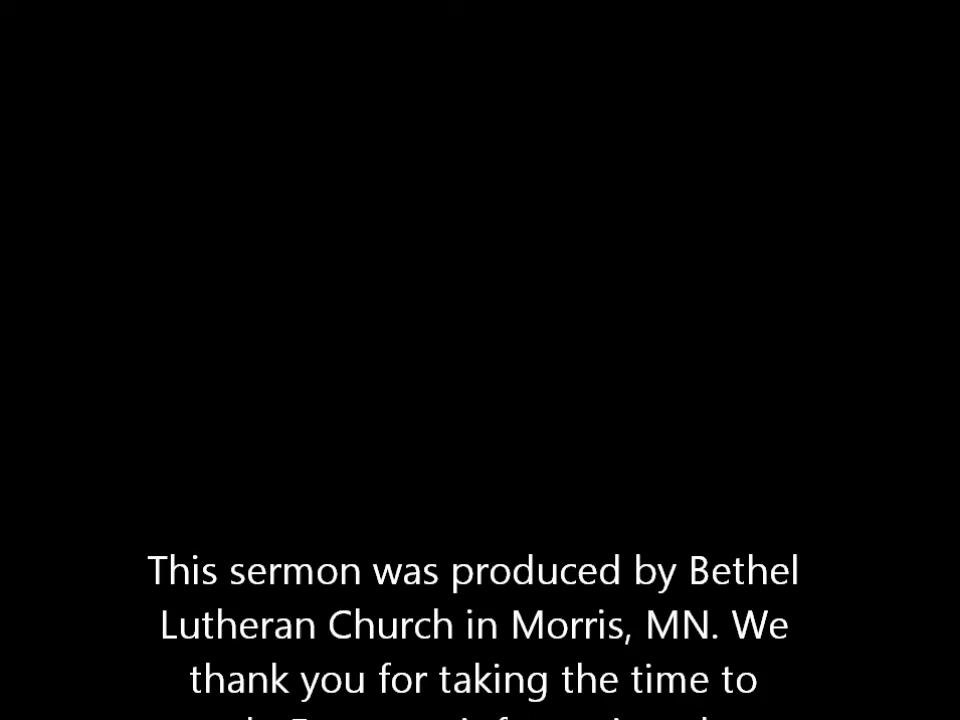 This sermon was produced by Bethel
Lutheran Church in Morris, MN. We
thank you for taking the time to